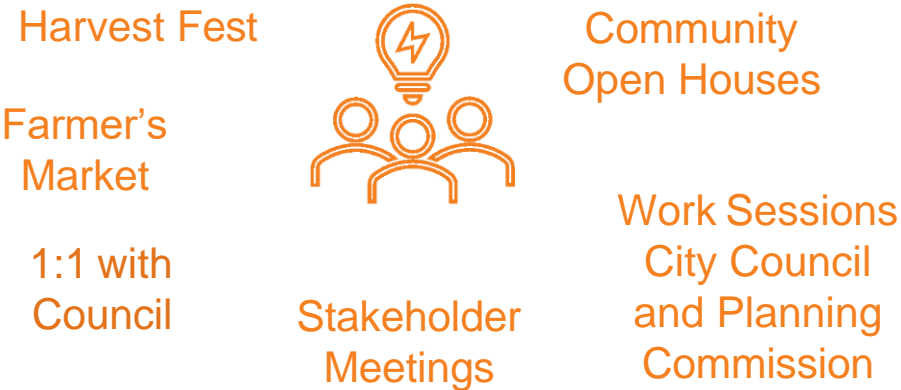 Harvest Fest
Community
Open Houses
Farmer’s
Market
1:1 with
Council
Stakeholder
Meetings
Work Sessions
City Council
and Planning
Commission